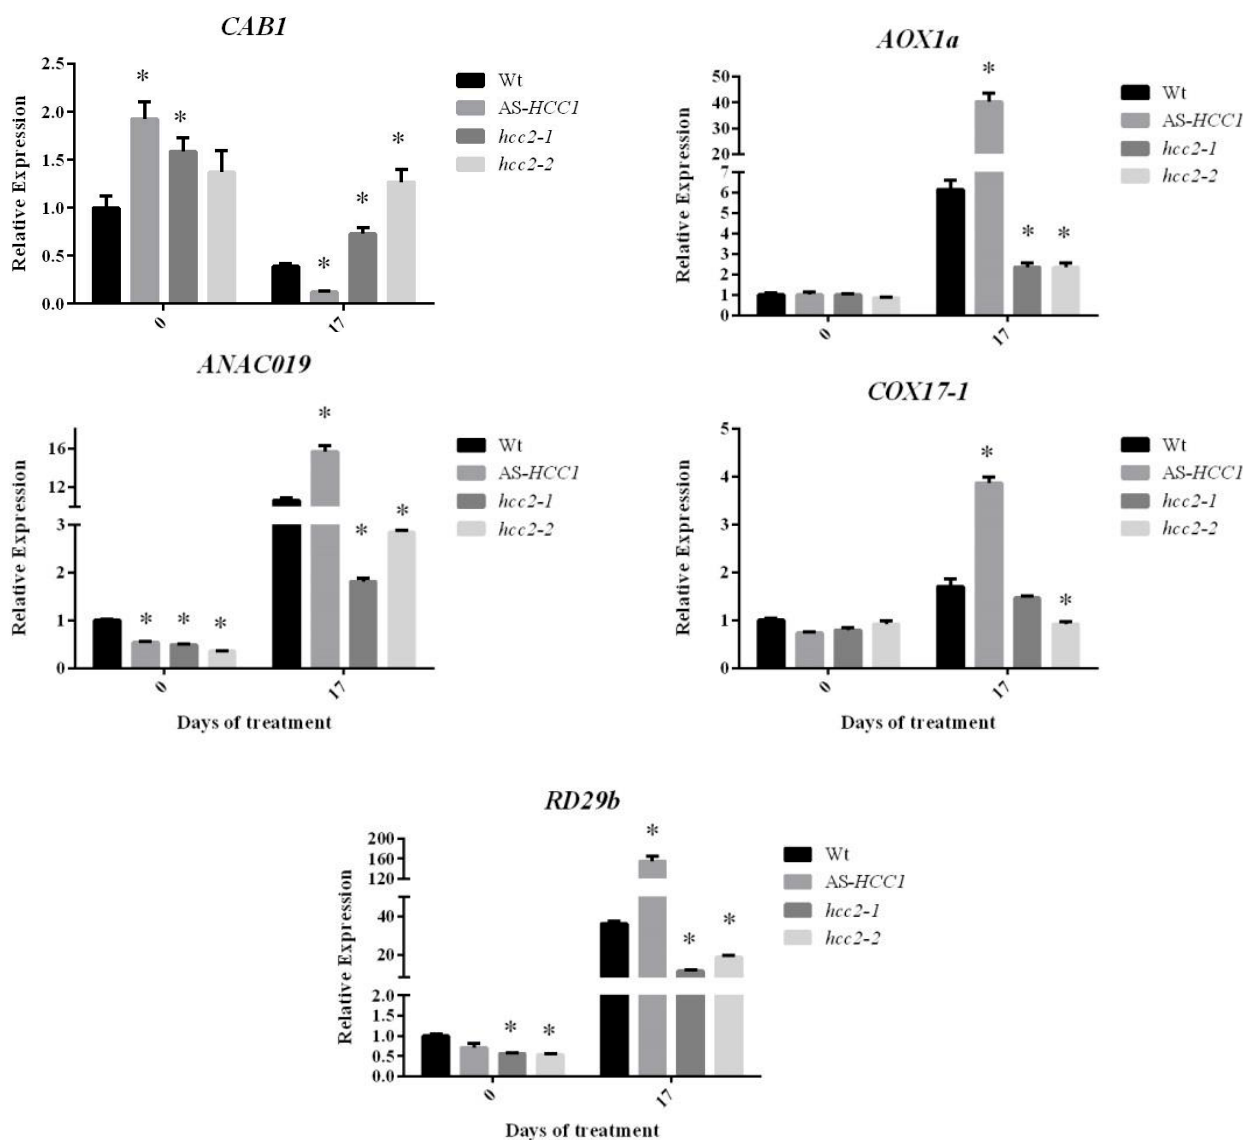 CAB1
Relative Expression
2.5
2.0
1.5
1.0
0.5
0.0
*
*
*
*
*
0
17
Wt
AS-HCC1
hcc2-1
hcc2-2
AOX1a
Relative Expression
50
40
30
20
7
6
5
4
3
2
1
0
*
*
*
0
17
Wt
AS-HCC1
hcc2-1
hcc2-2
ANAC019
Relative Expression
16
12
3
2
1
0
*
*
*
*
*
*
0
17
Days of treatment
Wt
AS-HCC1
hcc2-1
hcc2-2
COX17-1
Relative Expression
5
4
3
2
1
0
*
*
0
17
Days of treatment
Wt
AS-HCC1
hcc2-1
hcc2-2
RD29b
Relative Expression
200
160
120
40
20
2.0
1.5
1.0
0.5
0.0
*
*
*
*
*
0
17
Days of treatment
Wt
AS-HCC1
hcc2-1
hcc2-2